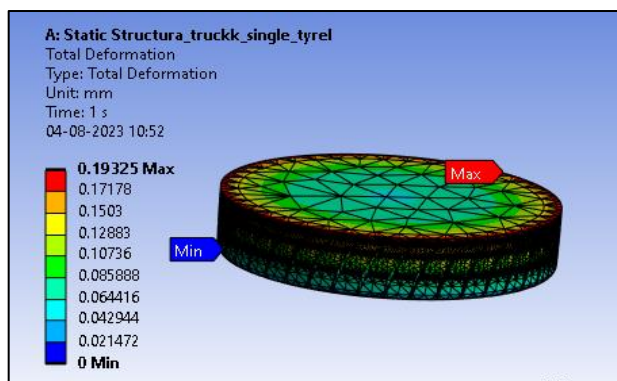 A: Static Structura_truckk_single_tyrel
Total Deformation
Type: Total Deformation
Unit: mm
Time: 1 s
04-08-2023 10:52
0.19325 Max
0.17178
0.1503
0.12883
0.10736
0.085888
0.064416
0.042944
0.021472
0 Min
Max
Min